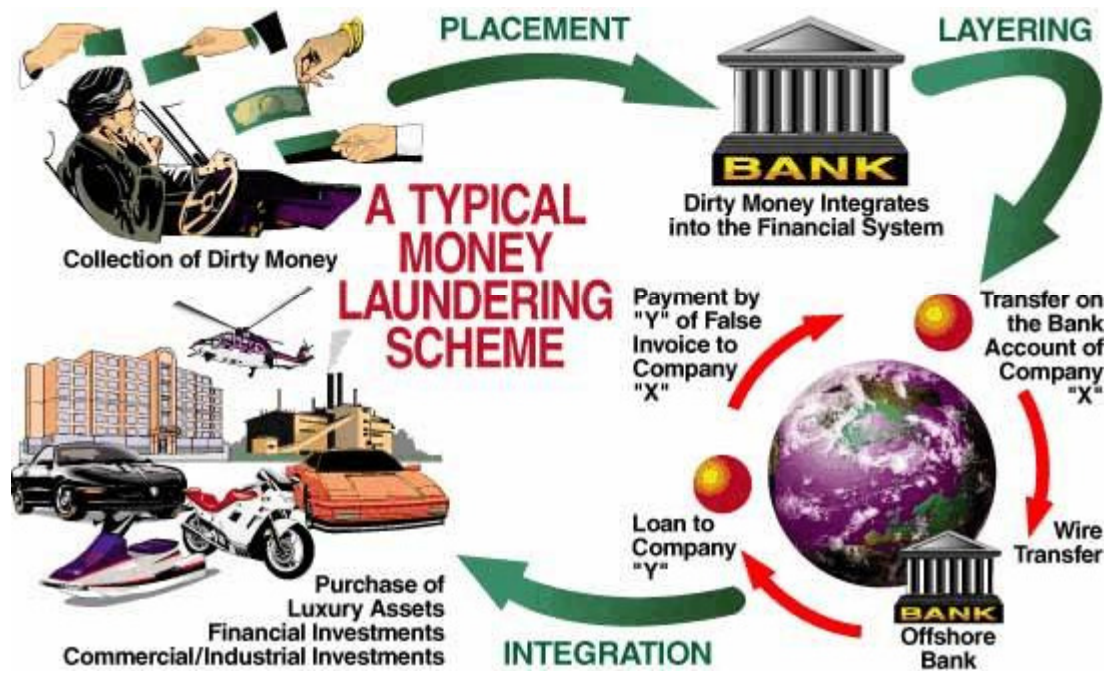 PLACEMENT
LAYERING
BANK
Dirty Money Integrates
into the Financial System
Collection of Dirty Money
A TYPICAL
MONEY
LAUNDERING
SCHEME
Payment by
"Y" of False
Invoice to
Company
"X"
Transfer on
the Bank
Account of
Company
"X"
Wire
Transfer
Loan to
Company
"Y"
BANK
Offshore
Bank
Purchase of
Luxury Assets
Financial Investments
Commercial/Industrial Investments
INTEGRATION